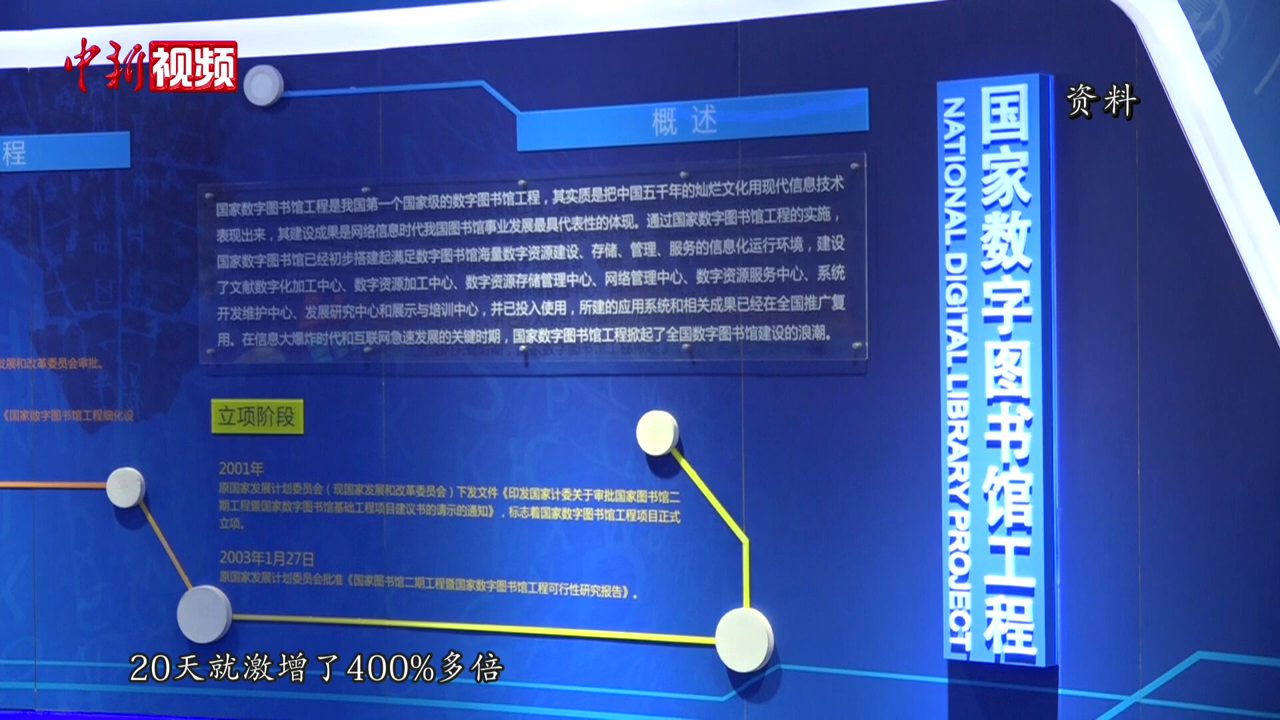 中新视频
资料
程
概述
国家数字图书馆工程是我国第一个国家级的数字图书馆工程，其实质是把中国五千年的灿烂文化用现代信息技术
表现出来，其建设成果是网络信息时代我国图书馆事业发展最具代表性的体现。通过国家数字图书馆工程的实施，
国家数字图书馆已经初步搭建起满足数字图书馆海量数字资源建设、存储、管理、服务的信息化运行环境，建设
了文献数字化加工中心、数字资源加工中心、数字资源存储管理中心、网络管理中心、数字资源服务中心、系统
开发维护中心、发展研究中心和展示与培训中心，并已投入使用，所建的应用系统和相关成果已经在全国推广复
用。在信息大爆炸时代和互联网急速发展的关键时期，国家数字图书馆工程掀起了全国数字图书馆建设的浪潮。
发展和改革委员会审批。
《国家数字图书馆工程细化设
立项阶段
2001年
原国家发展计划委员会（现国家发展和改革委员会）下发文件《印发国家计委关于审批国家图书馆二
期工程暨国家数字图书馆基础工程项目建议书的请示的通知》，标志着国家数字图书馆工程项目正式
立项。
2003年1月27日
原国家发展计划委员会批准《国家图书馆二期工程暨国家数字图书馆工程可行性研究报告》。
国家数字图书馆工程
NATIONAL DIGITAL LIBRARY PROJECT
20天就激增了400%多倍